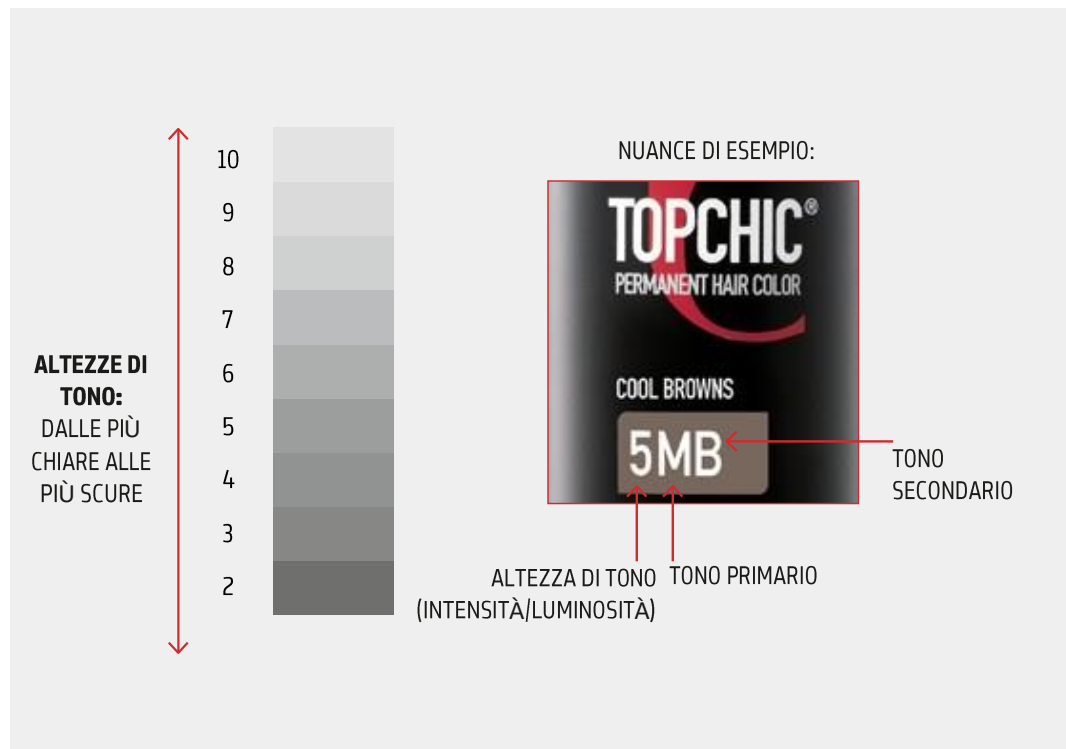 10
9
8
7
6
5
4
3
2
ALTEZZE DI
TONO:
DALLE PIÙ
CHIARE ALLE
PIÙ SCURE
NUANCE DI ESEMPIO:
TOPCHIC®
PERMANENT HAIR COLOR
COOL BROWNS
5MB
TONO
SECONDARIO
ALTEZZA DI TONO
(INTENSITÀ/LUMINOSITÀ)
TONO PRIMARIO